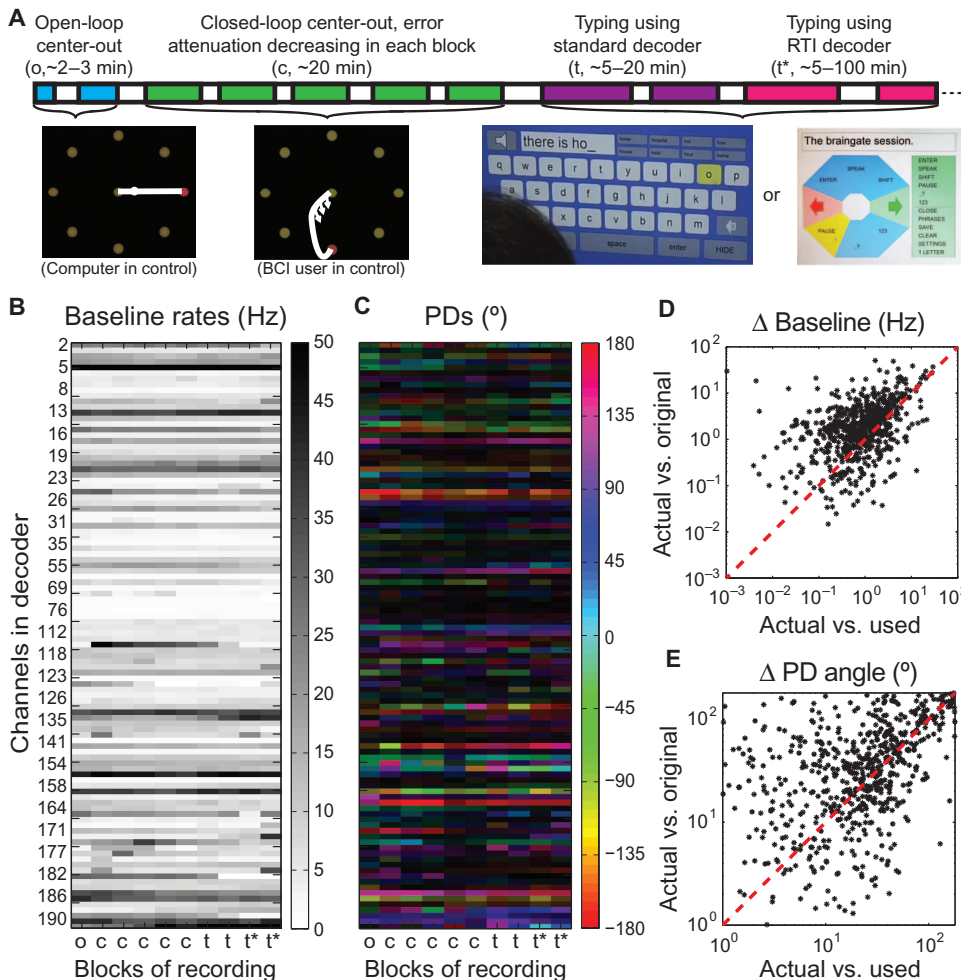 A
Open-loop
center-out
(o,~2–3 min)
Closed-loop center-out, error
attenuation decreasing in each block
(c, ~20 min)
Typing using
standard decoder
(t, ~5–20 min)
Typing using
RTI decoder
(t*, ~5–100 min)
(Computer in control)
(BCI user in control)
there is ho_
q w e r t y u i o p
a s d f g h j k l
m
space
enter
HIDE
or
The braingate session.
SPEAK
ENTER
SHIFT
PAUSE
123
.?
ENTER
SPEAK
SHIFT
PAUSE
.?
123
CLOSE
PHRASES
SAVE
CLEAR
SETTINGS
1 LETTER
B
Baseline rates (Hz)
Channels in decoder
2
5
8
13
16
19
23
26
31
35
55
69
76
112
118
123
126
135
141
154
158
164
171
177
182
186
190
o c c c c c t t t* t*
Blocks of recording
50
45
40
35
30
25
20
15
10
5
0
C
PDs (º)
o c c c c c t t t* t*
Blocks of recording
180
135
90
45
0
-45
-90
-135
-180
D
Δ Baseline (Hz)
Actual vs. original
10²
10¹
10⁰
10⁻¹
10⁻²
10⁻³
10⁻³ 10⁻² 10⁻¹ 10⁰ 10¹ 10²
Actual vs. used
E
Δ PD angle (º)
Actual vs. original
10²
10¹
10⁰
10⁰ 10¹ 10²
Actual vs. used